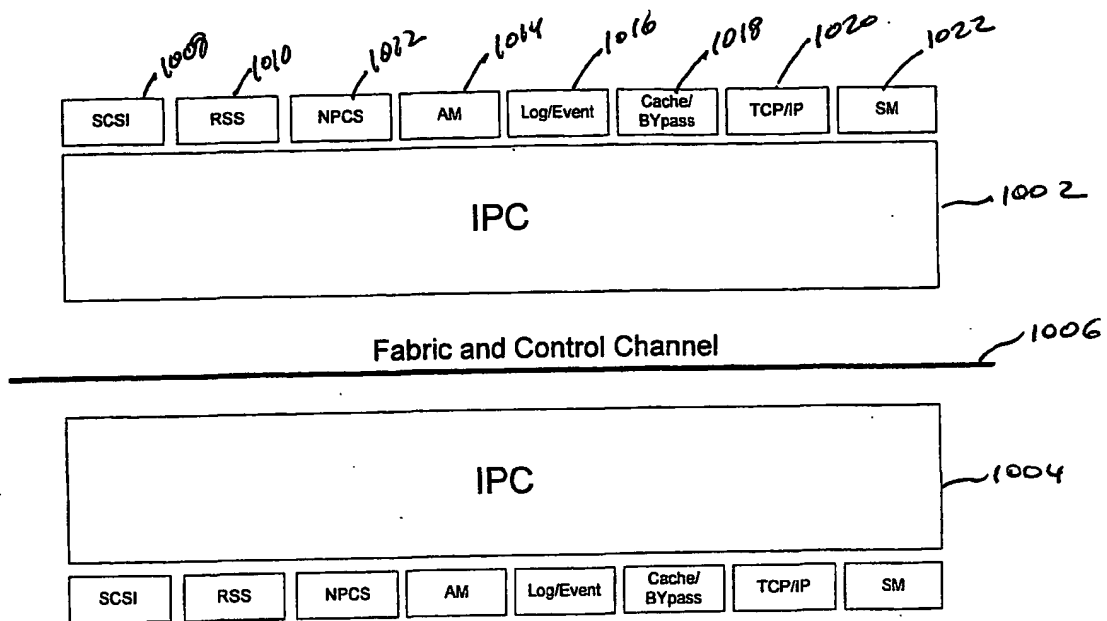 1008 1010 1012 1014 1016 1018 1020 1022
SCSI RSS NPCS AM Log/Event Cache/BYpass TCP/IP SM
IPC
1002
Fabric and Control Channel
1006
IPC
1004
SCSI RSS NPCS AM Log/Event Cache/BYpass TCP/IP SM